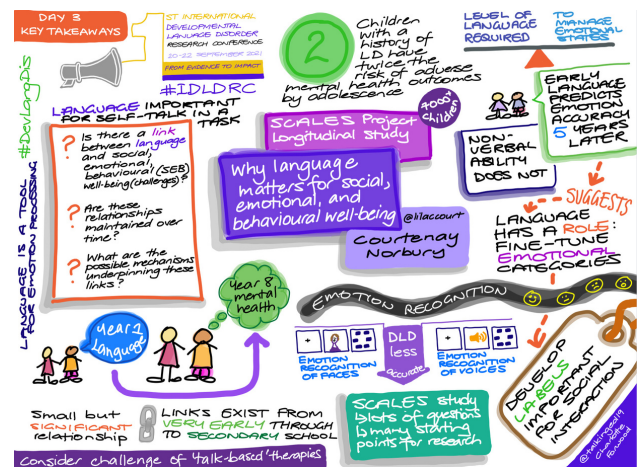 DAY 3
KEY TAKEAWAYS
1ST INTERNATIONAL
DEVELOPMENTAL
LANGUAGE DISORDER
RESEARCH CONFERENCE
20-22 SEPTEMBER 2021
FROM EVIDENCE TO IMPACT
#IDLDRC
#DevLangDis
LANGUAGE IS A TOOL
FOR EMOTION PROCESSING
LANGUAGE IMPORTANT
FOR SELF-TALK IN A
TASK
? Is there a link
between language
and social,
emotional,
behavioural (SEB)
well-being (challenges)?
? Are these
relationships
maintained over
time?
? What are the
possible mechanisms
underpinning these
links?
2
Children
with a
history of
LD have
twice the
risk of adverse
mental health outcomes
by adolescence
SCALES Project
Longitudinal study
7000+
children
Why language
matters for social,
emotional, and
behavioural well-being
@lilaccourt
Courtenay
Norbury
LEVEL OF
LANGUAGE
REQUIRED
TO
MANAGE
EMOTIONAL
STATES
EARLY
LANGUAGE
PREDICTS
EMOTION
ACCURACY
5 YEARS
LATER
NON-
VERBAL
ABILITY
DOES NOT
SUGGESTS
LANGUAGE
HAS A ROLE:
FINE-TUNE
EMOTIONAL
CATEGORIES
EMOTION RECOGNITION
EMOTION
RECOGNITION
OF FACES
DLD
less
accurate
EMOTION
RECOGNITION
OF VOICES
DEVELOP
LABELS
IMPORTANT
FOR SOCIAL
INTERACTION
Year 1
Language
Year 8
mental
health
Small but
SIGNIFICANT
relationship
LINKS EXIST FROM
VERY EARLY THROUGH
TO SECONDARY SCHOOL
SCALES study
↳ lots of questions
↳ many starting
points for research
consider challenge of 'talk-based' therapies
Charlotte
Forwood